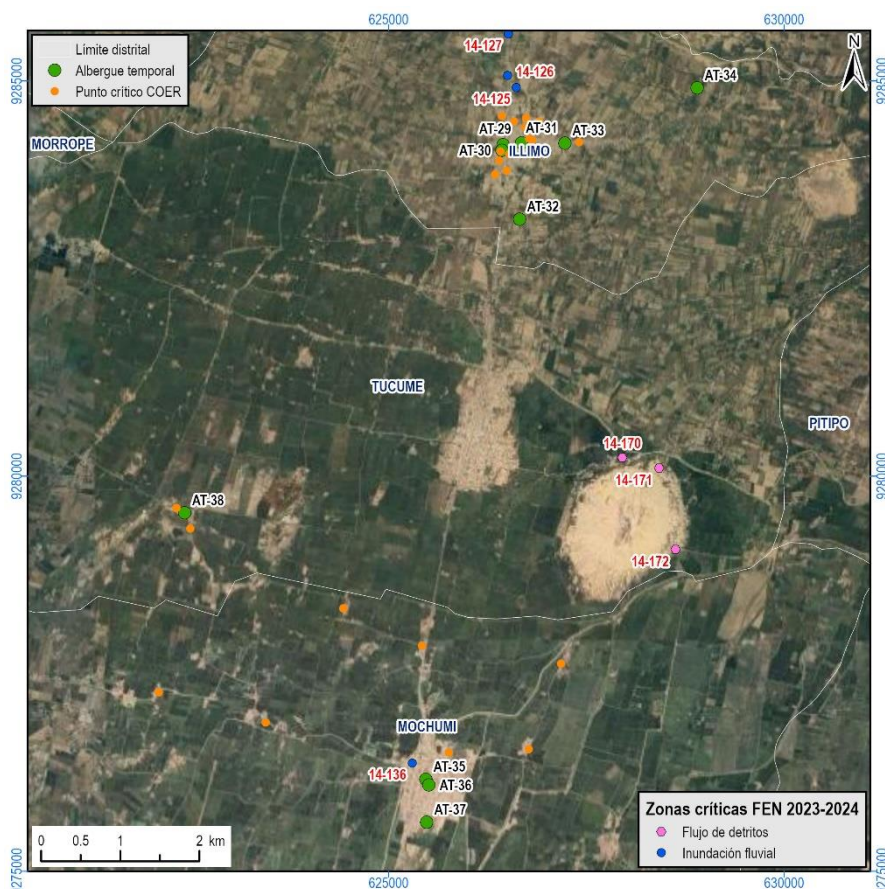 625000
630000
Límite distrital
Albergue temporal
Punto crítico COER
N
14-127
14-126
14-125
AT-34
9285000
9285000
AT-29
AT-31
AT-33
AT-30
ILLIMO
MORROPE
AT-32
TUCUME
PITIPO
14-170
14-171
9280000
9280000
AT-38
14-172
MOCHUMI
14-136
AT-35
AT-36
AT-37
Zonas críticas FEN 2023-2024
Flujo de detritos
Inundación fluvial
0 0.5 1 2 km
275000
275000
625000
630000